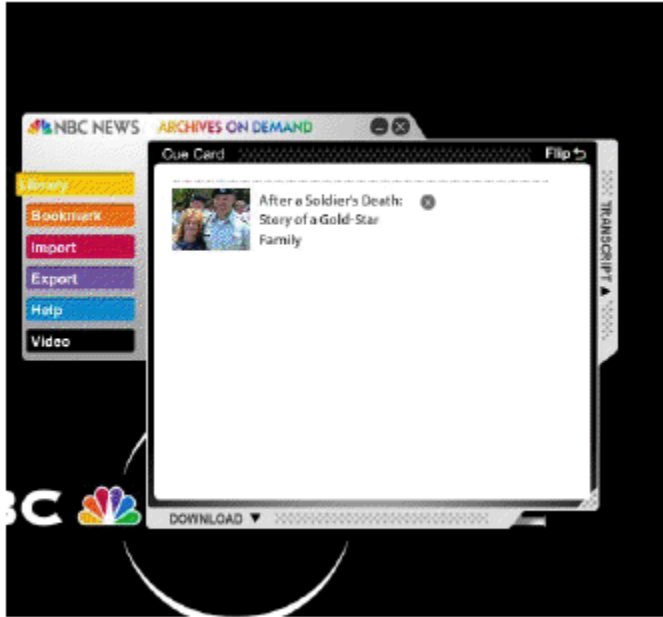 NBC NEWS ARCHIVES ON DEMAND
Cue Card Flip
Library
Bookmark
Import
Export
Help
Video
After a Soldier's Death:
Story of a Gold-Star
Family
TRANSCRIPT ▲
BC
DOWNLOAD ▼